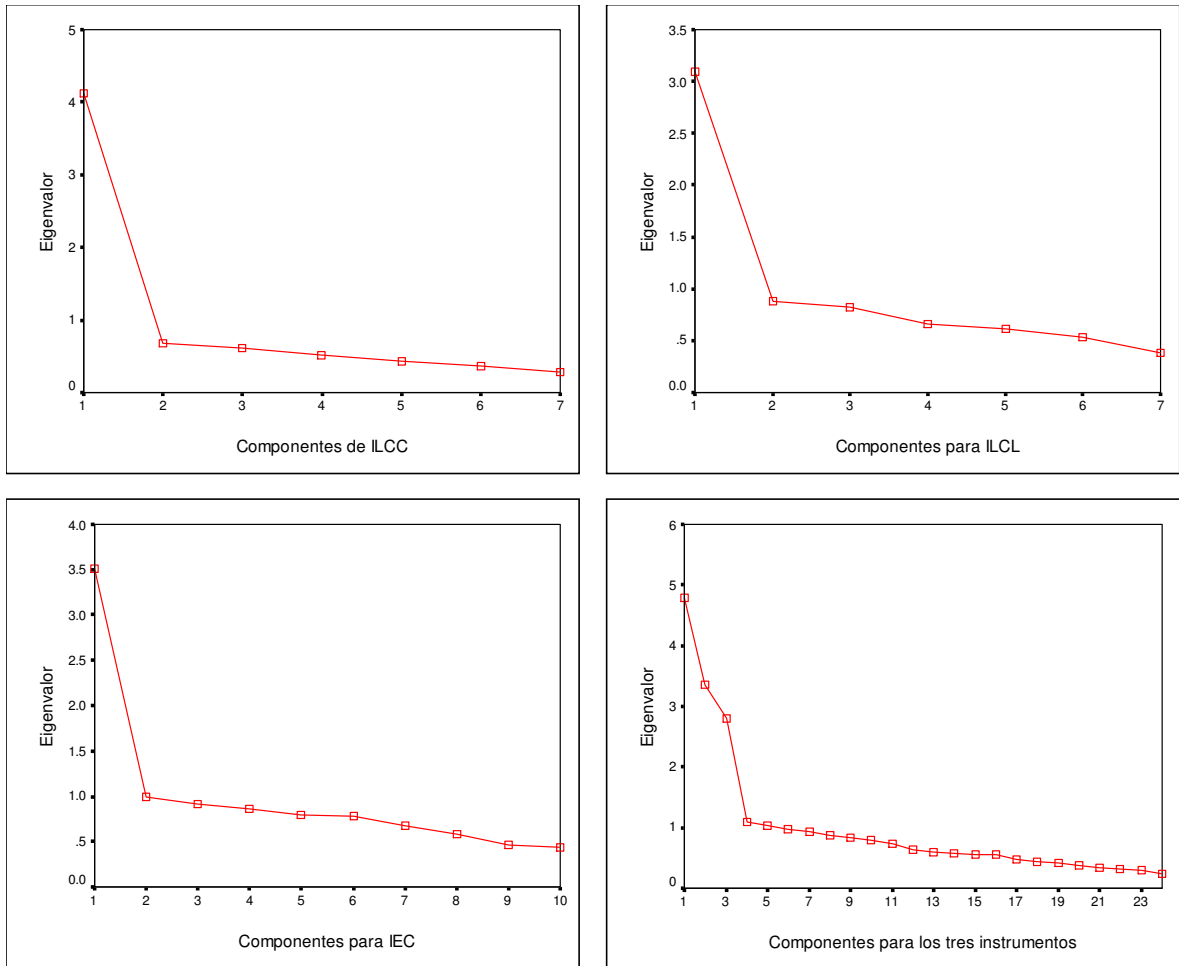 5
4
3
2
1
0
Eigenvalor
1 2 3 4 5 6 7
Componentes de ILCC
3.5
3.0
2.5
2.0
1.5
1.0
.5
0.0
Eigenvalor
1 2 3 4 5 6 7
Componentes para ILCL
4.0
3.5
3.0
2.5
2.0
1.5
1.0
.5
0.0
Eigenvalor
1 2 3 4 5 6 7 8 9 10
Componentes para IEC
6
5
4
3
2
1
0
Eigenvalor
1 3 5 7 9 11 13 15 17 19 21 23
Componentes para los tres instrumentos